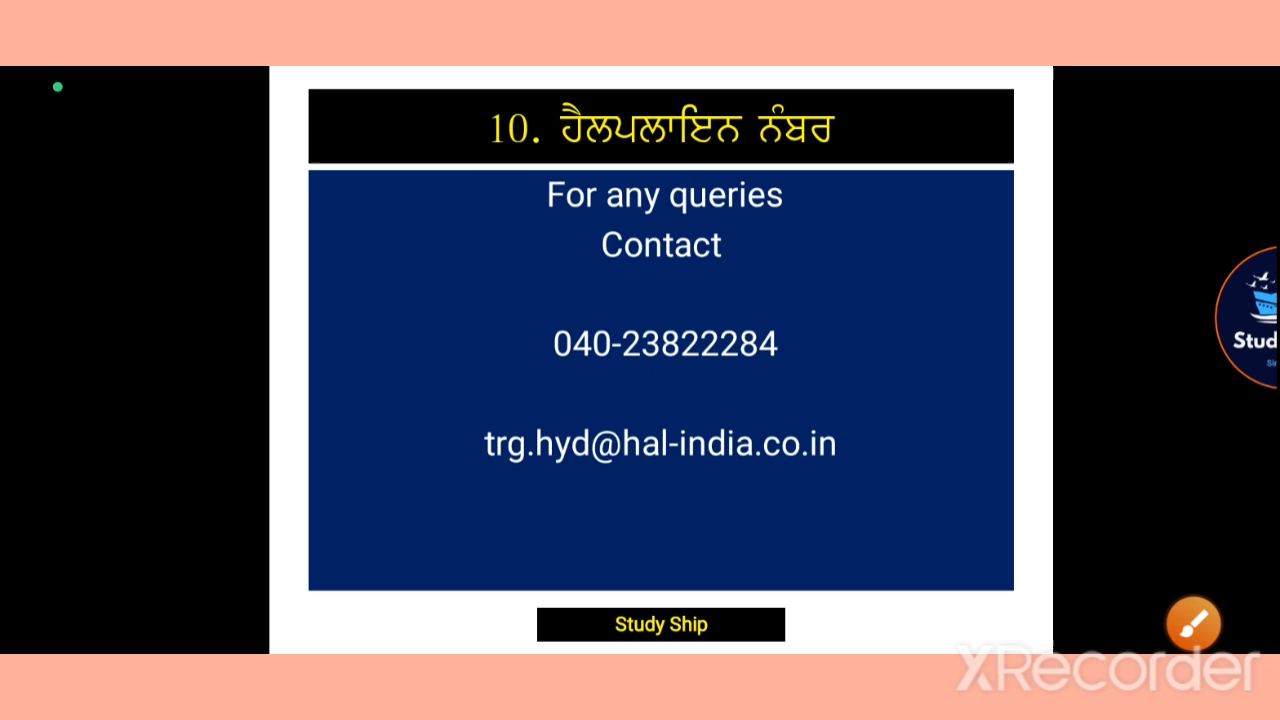 10. ਹੈਲਪਲਾਇਨ ਨੰਬਰ
For any queries
Contact
040-23822284
trg.hyd@hal-india.co.in
Study Ship
XRecorder